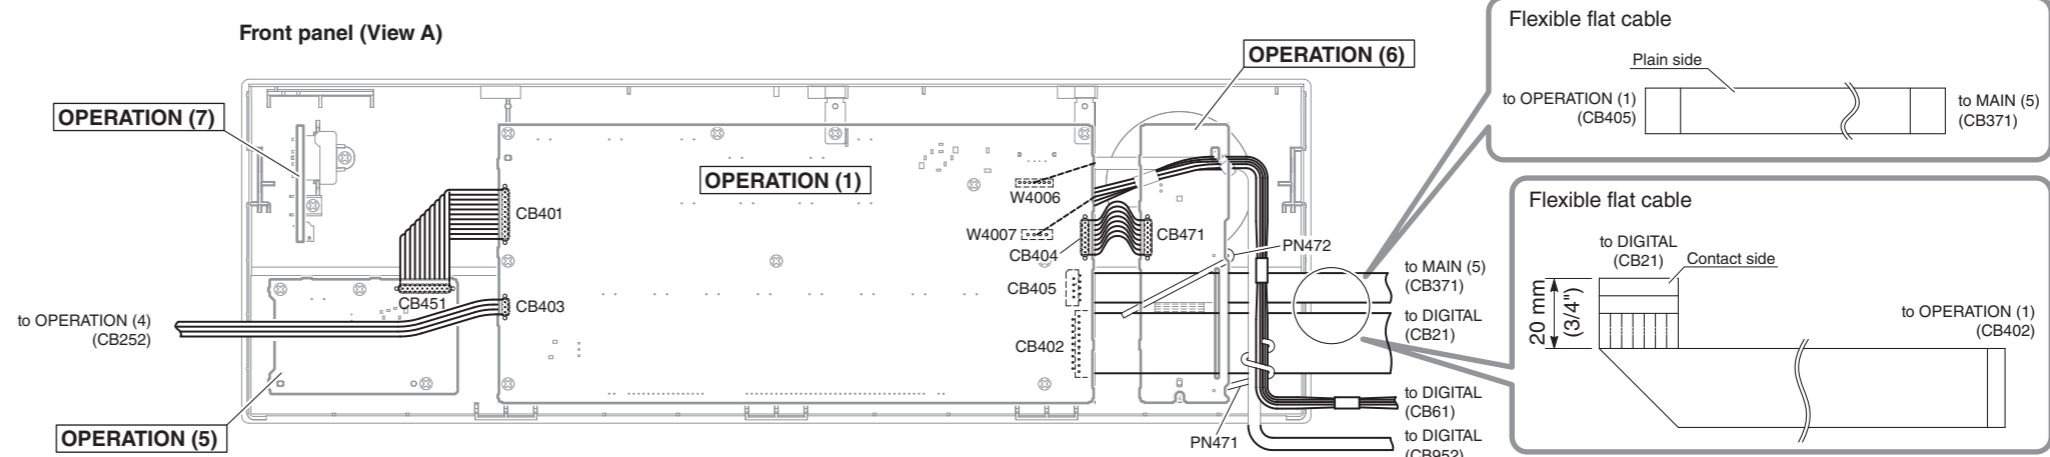 Front panel (View A)
OPERATION (7)
OPERATION (6)
OPERATION (1)
W4006
CB401
W4007
CB404
CB471
PN472
CB405
to MAIN (5)
(CB371)
CB451
CB403
to OPERATION (4)
(CB252)
to DIGITAL
(CB21)
CB402
OPERATION (5)
PN471
to DIGITAL
(CB61)
to DIGITAL
(CB952)
Flexible flat cable
Plain side
to OPERATION (1)
(CB405)
to MAIN (5)
(CB371)
Flexible flat cable
to DIGITAL
(CB21)
Contact side
20 mm
(3/4")
to OPERATION (1)
(CB402)